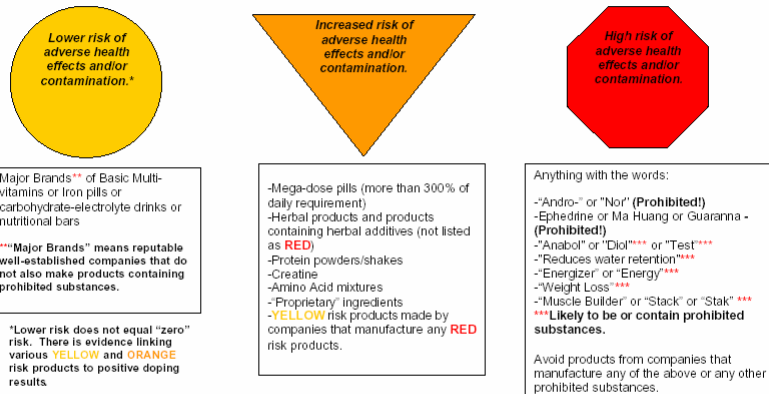 Lower risk of
adverse health
effects and/or
contamination.*
Major Brands** of Basic Multi-
vitamins or Iron pills or
carbohydrate-electrolyte drinks or
nutritional bars
**"Major Brands" means reputable
well-established companies that do
not also make products containing
prohibited substances.
*Lower risk does not equal "zero"
risk. There is evidence linking
various YELLOW and ORANGE
risk products to positive doping
results.
Increased risk of
adverse health
effects and/or
contamination.
-Mega-dose pills (more than 300% of
daily requirement)
-Herbal products and products
containing herbal additives (not listed
as RED)
-Protein powders/shakes
-Creatine
-Amino Acid mixtures
-"Proprietary" ingredients
-YELLOW risk products made by
companies that manufacture any RED
risk products.
High risk of
adverse health
effects and/or
contamination.
Anything with the words:
-"Andro-" or "Nor" (Prohibited!)
-Ephedrine or Ma Huang or Guaranna -
(Prohibited!)
-"Anabol" or "Diol"*** or "Test"***
-"Reduces water retention"***
-"Energizer" or "Energy"***
-"Weight Loss"***
-"Muscle Builder" or "Stack" or "Stak" ***
***Likely to be or contain prohibited
substances.
Avoid products from companies that
manufacture any of the above or any other
prohibited substances.